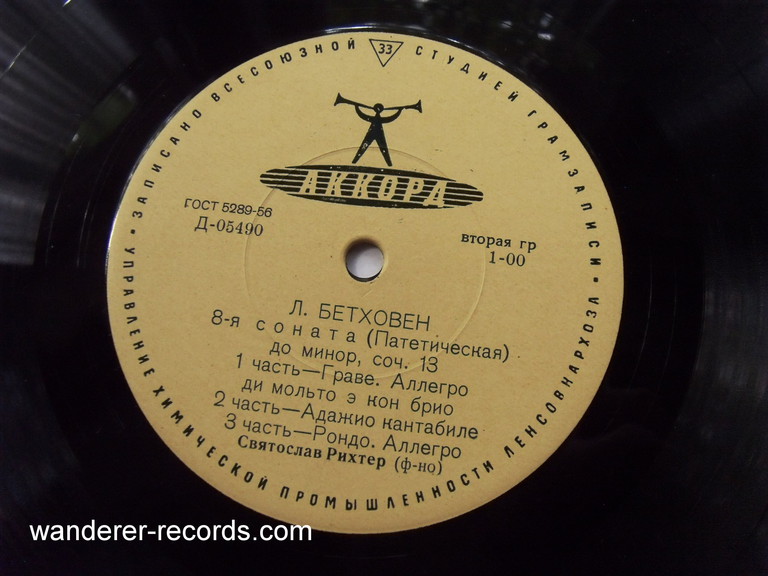 ЗАПИСАНО ВСЕСОЮЗНОЙ 33 СТУДИЕЙ ГРАМЗАПИСИ
АККОРД
ГОСТ 5289-56
Д-05490
вторая гр
1-00
Л. БЕТХОВЕН
8-я соната (Патетическая)
до минор, соч. 13
1 часть—Граве. Аллегро
ди мольто э кон брио
2 часть—Адажио кантабиле
3 часть—Рондо. Аллегро
Святослав Рихтер (ф-но)
УПРАВЛЕНИЕ ХИМИЧЕСКОЙ ПРОМЫШЛЕННОСТИ ЛЕНСОВНАРХОЗА
wanderer-records.com